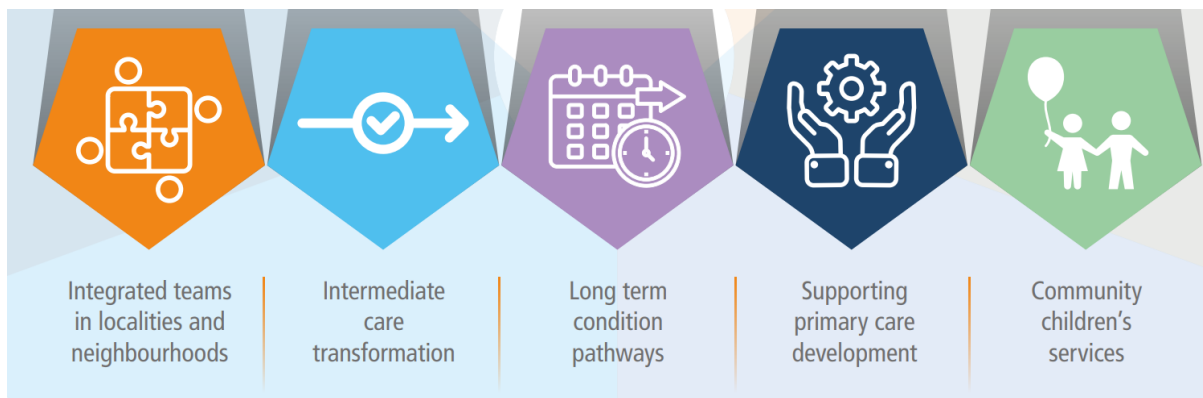 Integrated teams
in localities and
neighbourhoods
Intermediate
care
transformation
Long term
condition
pathways
Supporting
primary care
development
Community
children’s
services